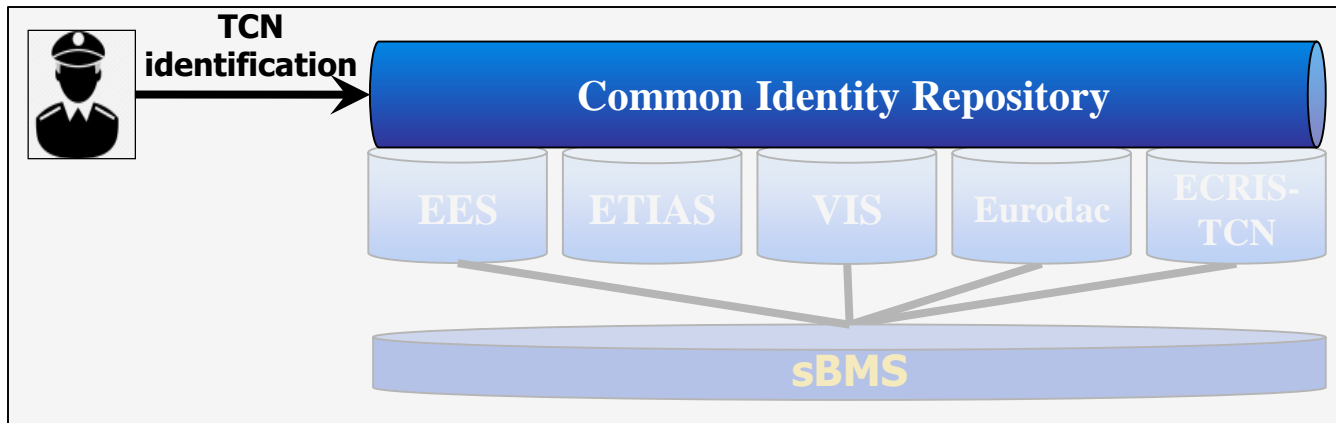 TCN
identification
Common Identity Repository
EES
ETIAS
VIS
Eurodac
ECRIS-
TCN
sBMS